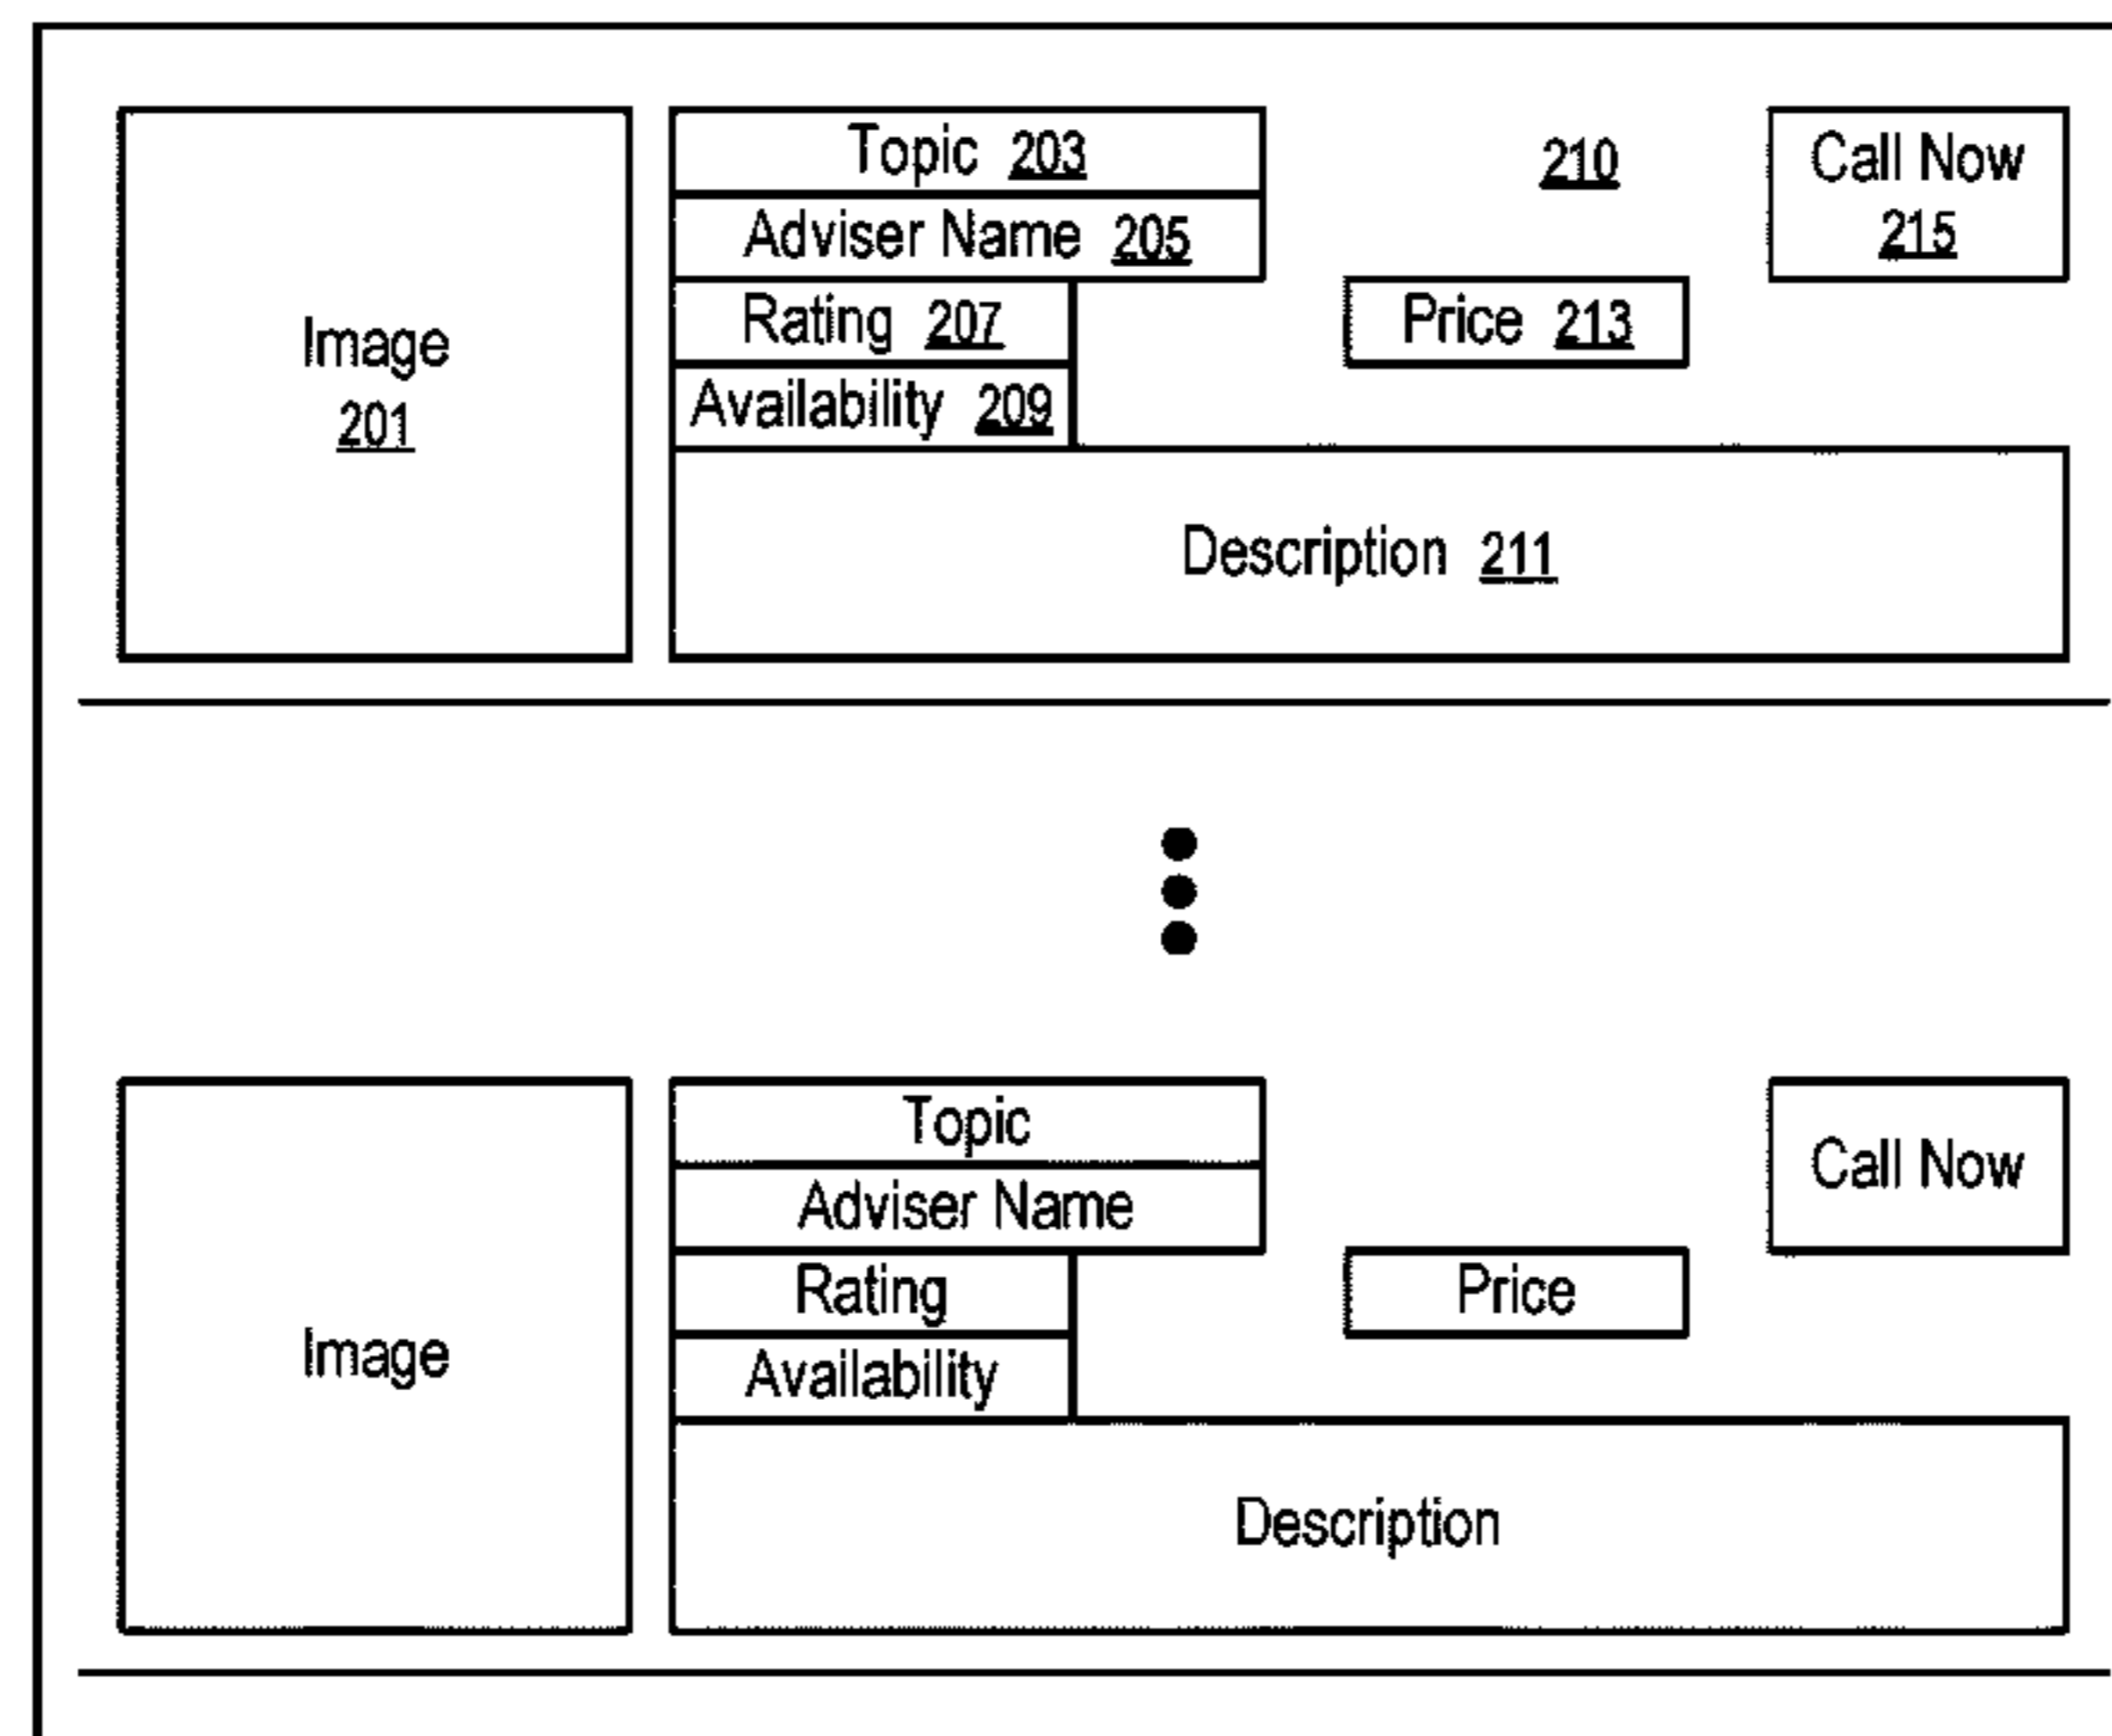 Image
201
Topic 203
Adviser Name 205
Rating 207
Availability 209
210
Price 213
Call Now
215
Description 211
Image
Topic
Adviser Name
Rating
Availability
Price
Call Now
Description